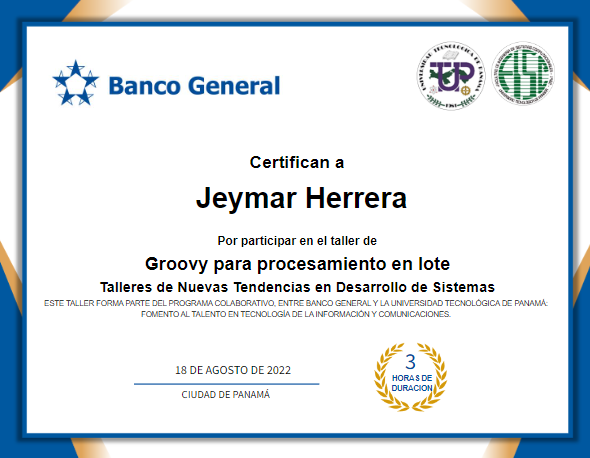 Banco General
UNIVERSIDAD TECNOLÓGICA DE PANAMÁ
UTP
1981
FISC
Certifican a
Jeymar Herrera
Por participar en el taller de
Groovy para procesamiento en lote
Talleres de Nuevas Tendencias en Desarrollo de Sistemas
ESTE TALLER FORMA PARTE DEL PROGRAMA COLABORATIVO, ENTRE BANCO GENERAL Y LA UNIVERSIDAD TECNOLÓGICA DE PANAMÁ:
FOMENTO AL TALENTO EN TECNOLOGÍA DE LA INFORMACIÓN Y COMUNICACIONES.
18 DE AGOSTO DE 2022
CIUDAD DE PANAMÁ
3
HORAS DE
DURACION